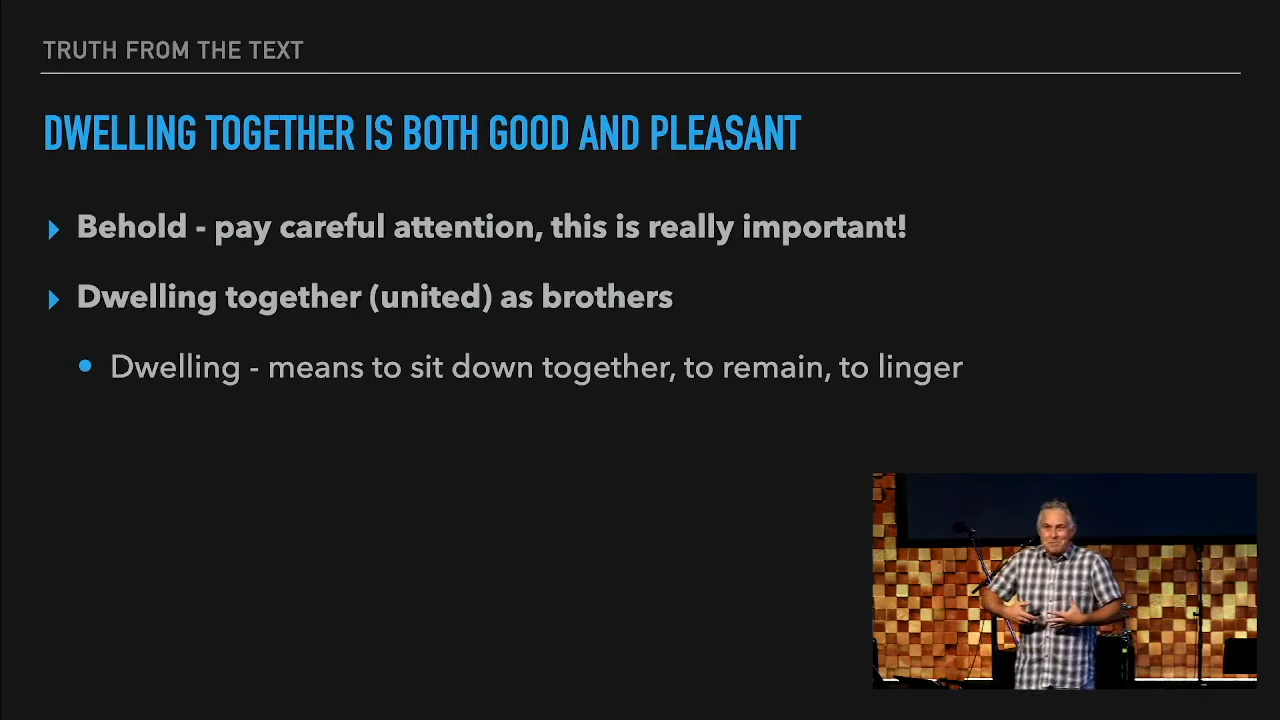 TRUTH FROM THE TEXT
DWELLING TOGETHER IS BOTH GOOD AND PLEASANT
Behold - pay careful attention, this is really important!
Dwelling together (united) as brothers
Dwelling - means to sit down together, to remain, to linger